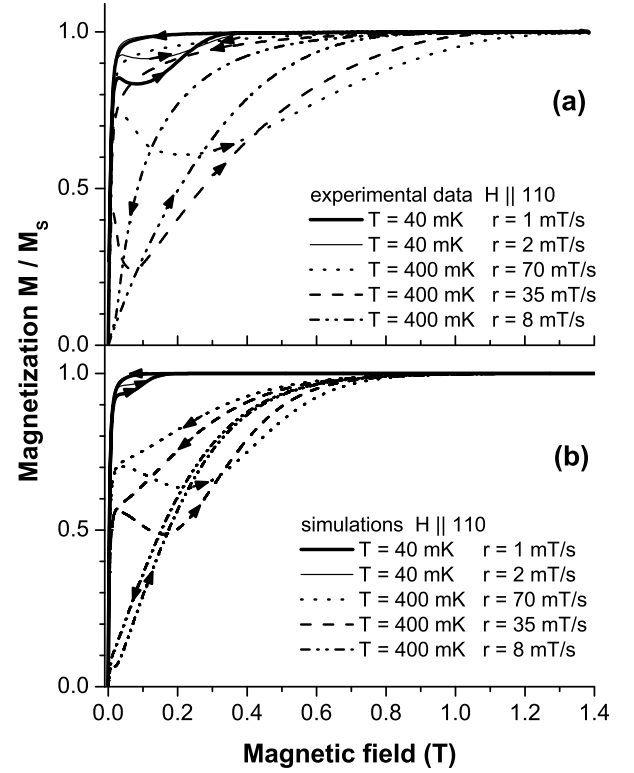 1.0
(a)
0.5
experimental data H || 110
T = 40 mK r = 1 mT/s
T = 40 mK r = 2 mT/s
T = 400 mK r = 70 mT/s
T = 400 mK r = 35 mT/s
T = 400 mK r = 8 mT/s
0.0
Magnetization M / Ms
1.0
(b)
0.5
simulations H || 110
T = 40 mK r = 1 mT/s
T = 40 mK r = 2 mT/s
T = 400 mK r = 70 mT/s
T = 400 mK r = 35 mT/s
T = 400 mK r = 8 mT/s
0.0
0.0 0.2 0.4 0.6 0.8 1.0 1.2 1.4
Magnetic field (T)